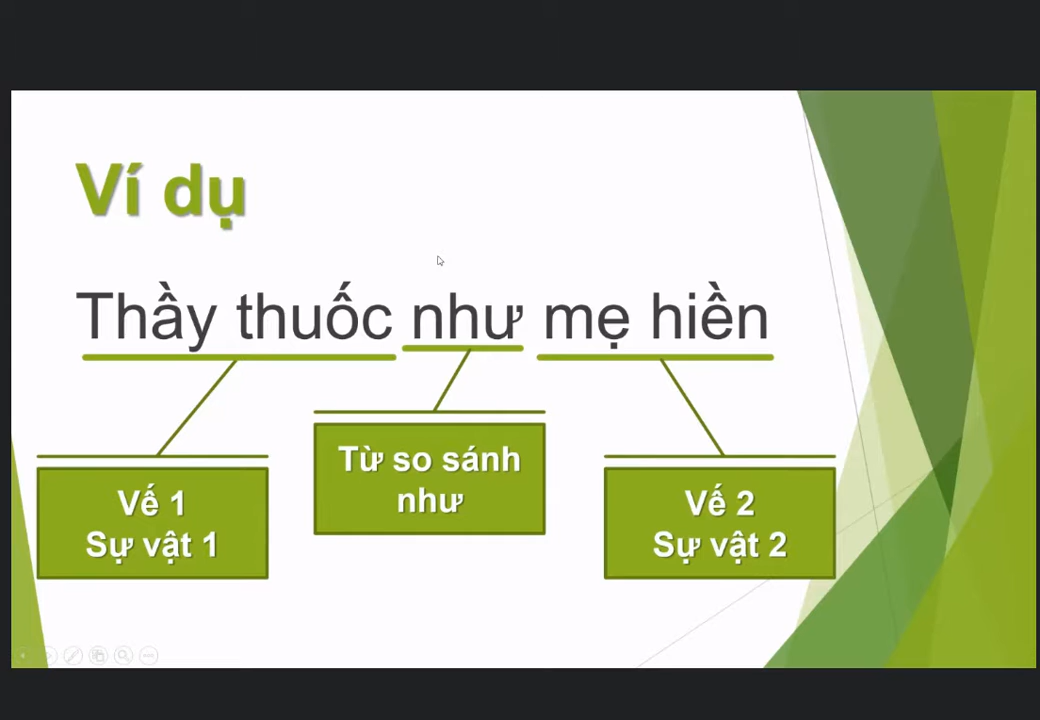 Ví dụ
Thầy thuốc như mẹ hiền
Từ so sánh
như
Vế 1
Sự vật 1
Vế 2
Sự vật 2